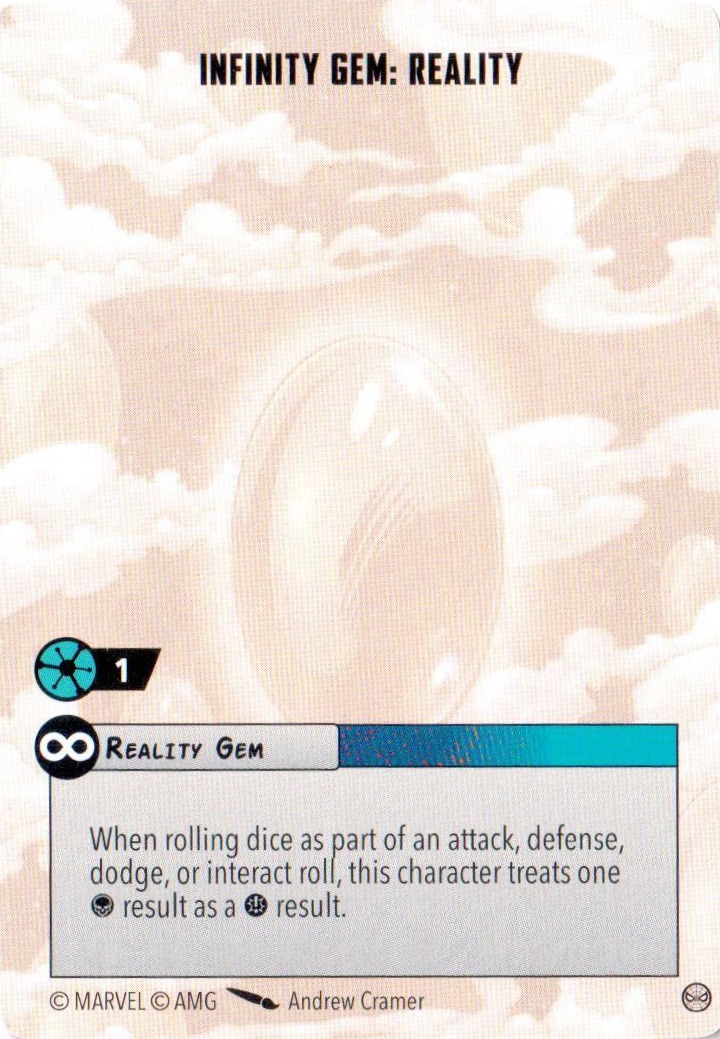 INFINITY GEM: REALITY
1
REALITY GEM
When rolling dice as part of an attack, defense,
dodge, or interact roll, this character treats one
result as a result.
© MARVEL © AMG Andrew Cramer